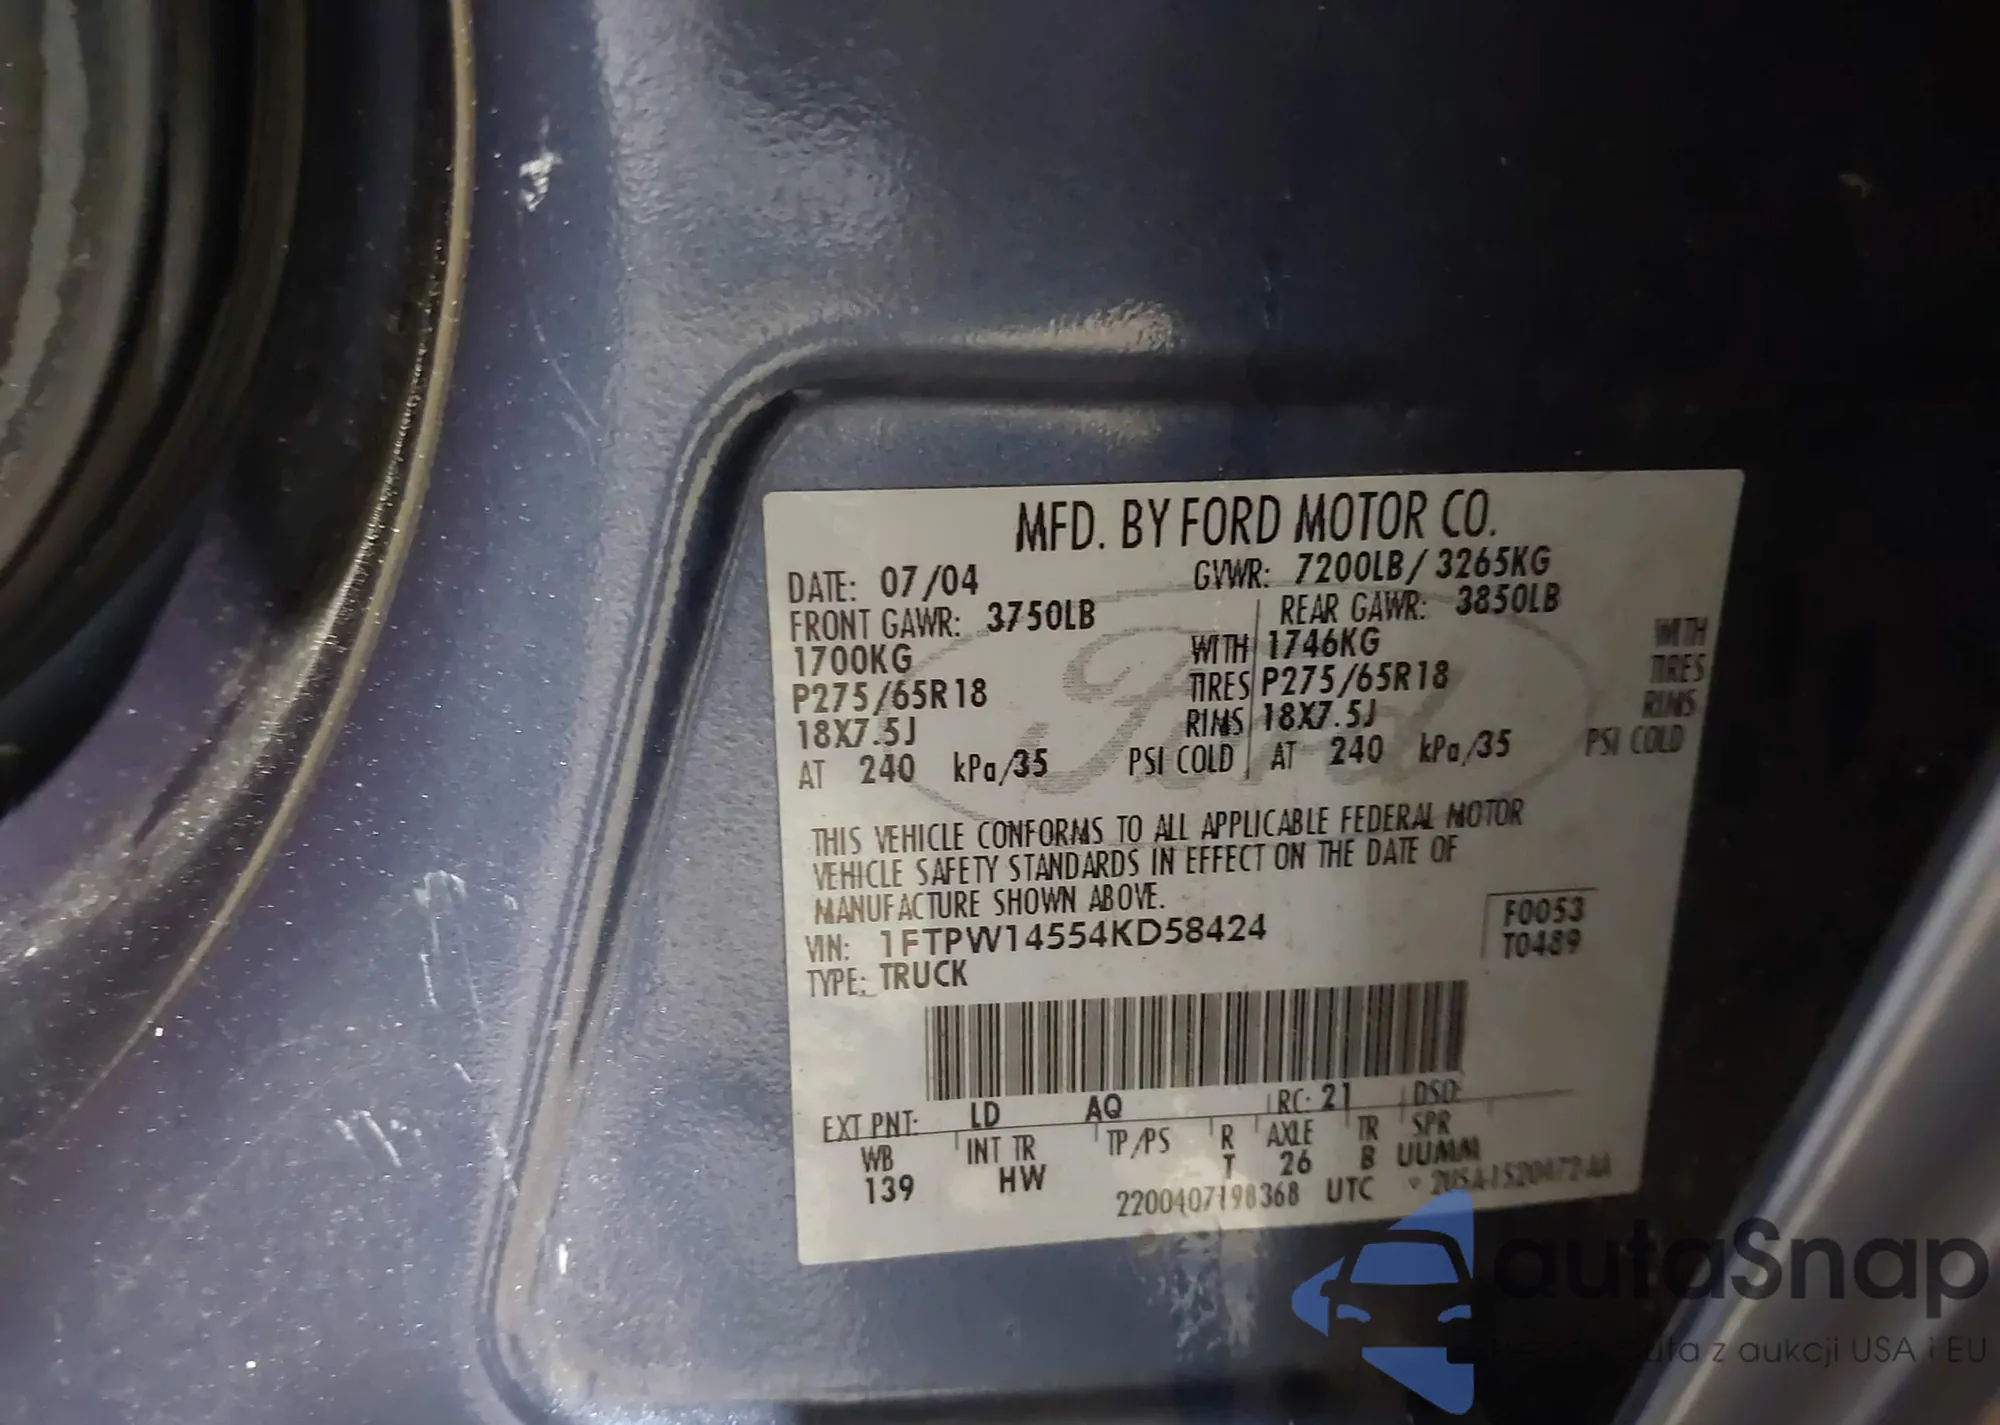 MFD. BY FORD MOTOR CO.
DATE: 07/04 GVWR: 7200LB/ 3265KG
FRONT GAWR: 3750LB REAR GAWR: 3850LB
1700KG WITH 1746KG WITH
P275/65R18 TIRES P275/65R18 TIRES
18X7.5J RIMS 18X7.5J RIMS
AT 240 kPa/35 PSI COLD AT 240 kPa/35 PSI COLD
Ford
THIS VEHICLE CONFORMS TO ALL APPLICABLE FEDERAL MOTOR
VEHICLE SAFETY STANDARDS IN EFFECT ON THE DATE OF
MANUFACTURE SHOWN ABOVE.
F0053
VIN: 1FTPW14554KD58424 T0489
TYPE: TRUCK
EXT PNT: LD AQ RC: 21 DSO:
WB INT TR TP/PS R AXLE TR SPR
139 HW T 26 B UUMM
2200407198368 UTC
autaSnap
z aukcji USA i EU